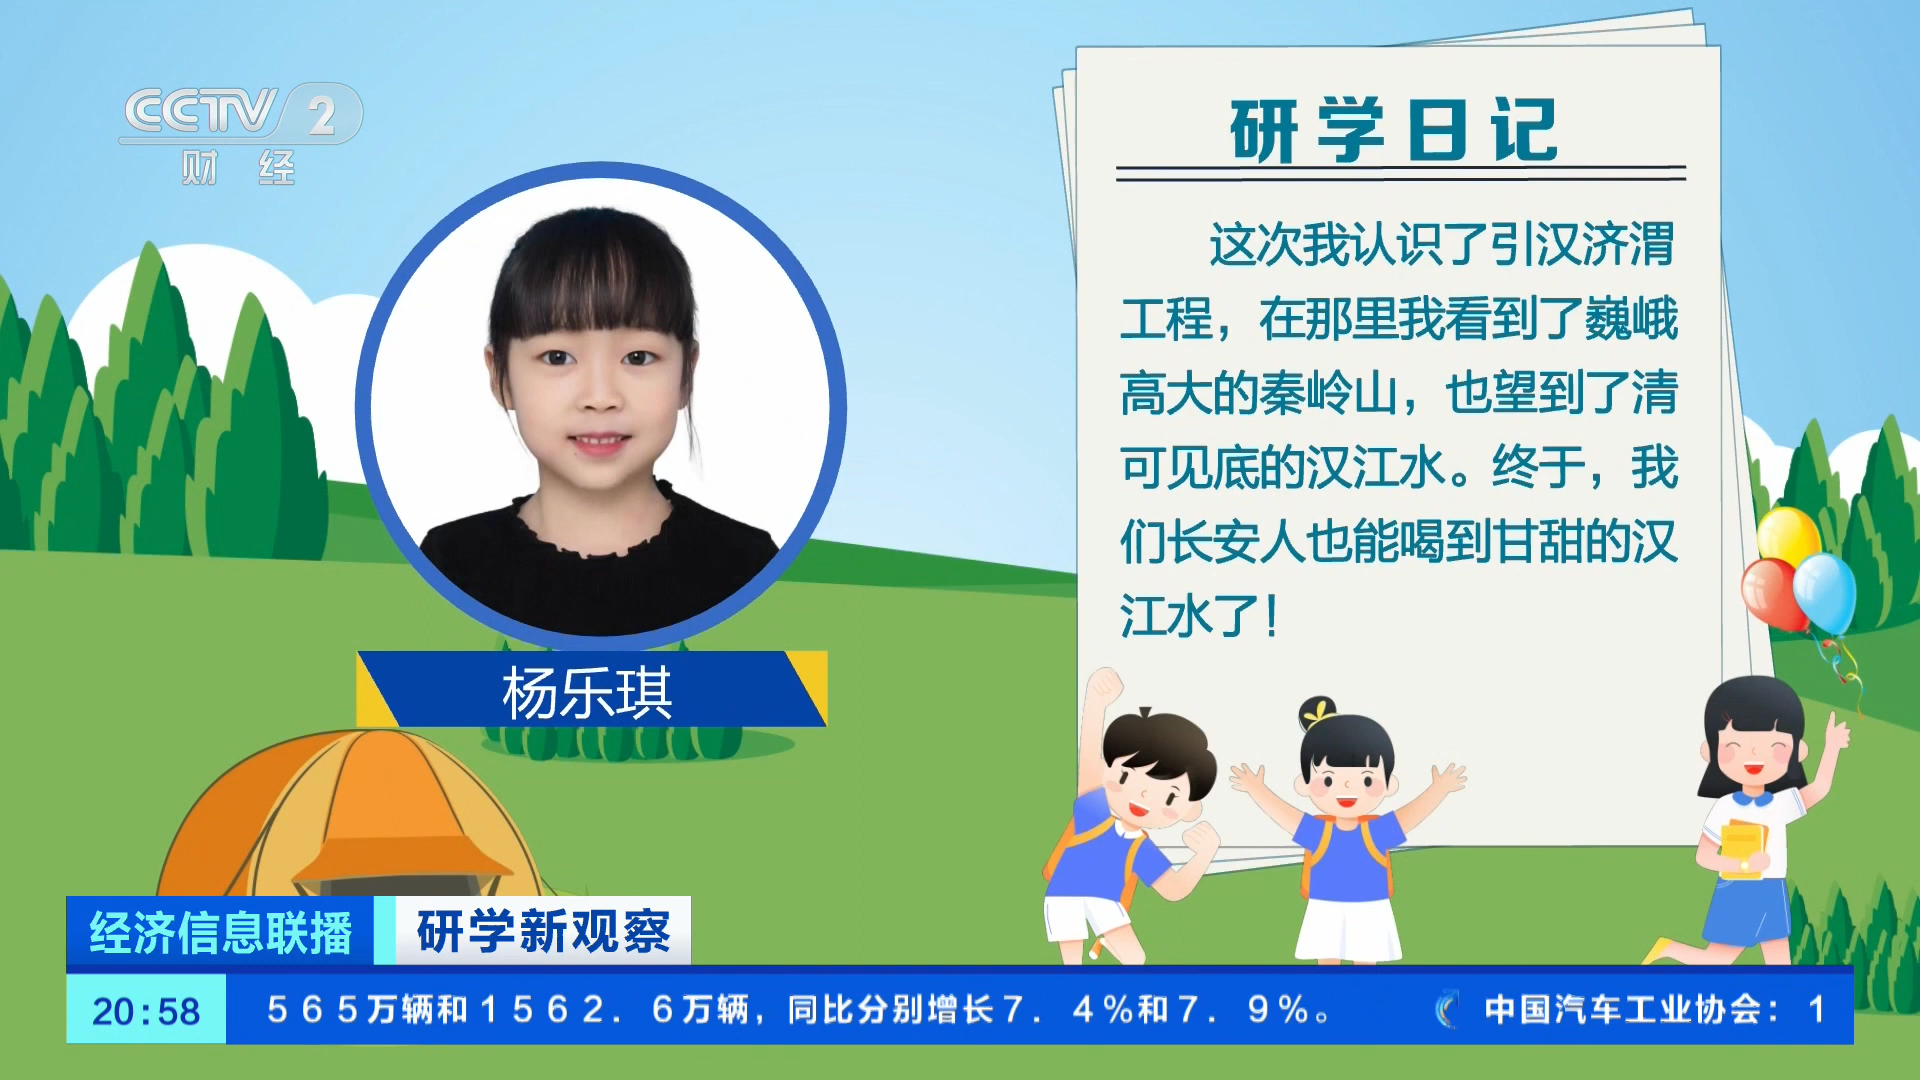 CCTV 2
财 经
研学日记
这次我认识了引汉济渭
工程，在那里我看到了巍峨
高大的秦岭山，也望到了清
可见底的汉江水。终于，我
们长安人也能喝到甘甜的汉
江水了！
杨乐琪
经济信息联播
研学新观察
20:58
565万辆和1562.6万辆，同比分别增长7.4%和7.9%。 中国汽车工业协会：1